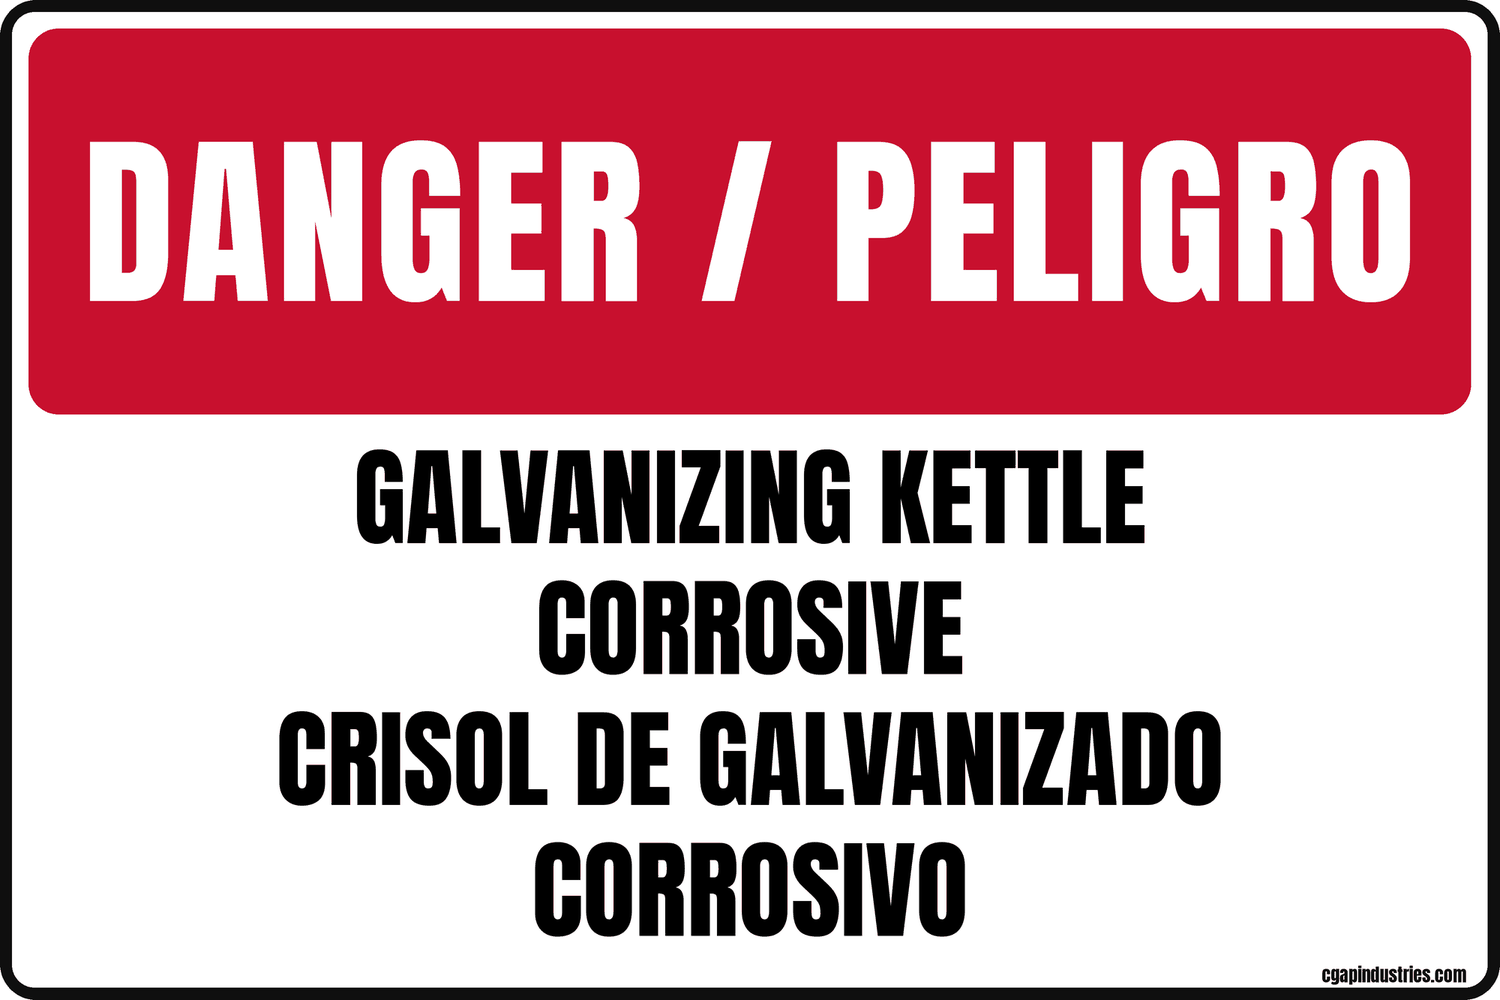 DANGER / PELIGRO
GALVANIZING KETTLE
CORROSIVE
CRISOL DE GALVANIZADO
CORROSIVO
cgapindustries.com